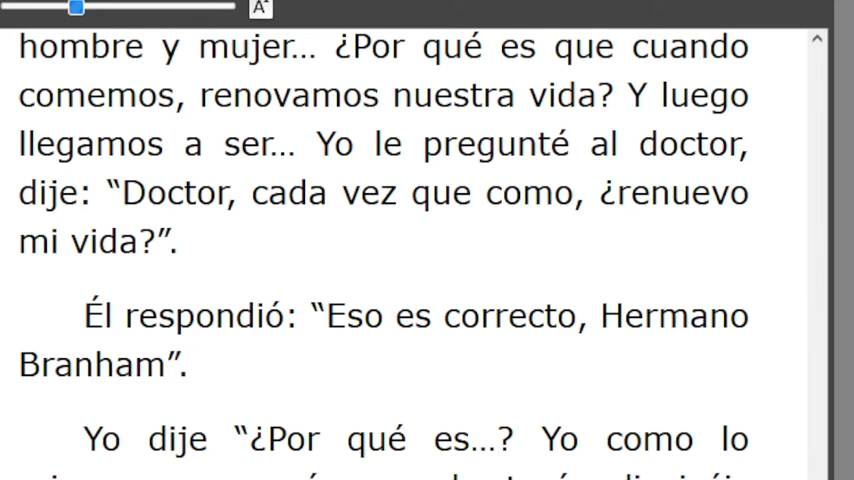 A^
hombre y mujer… ¿Por qué es que cuando
comemos, renovamos nuestra vida? Y luego
llegamos a ser… Yo le pregunté al doctor,
dije: “Doctor, cada vez que como, ¿renuevo
mi vida?”.
Él respondió: “Eso es correcto, Hermano
Branham”.
Yo dije “¿Por qué es…? Yo como lo